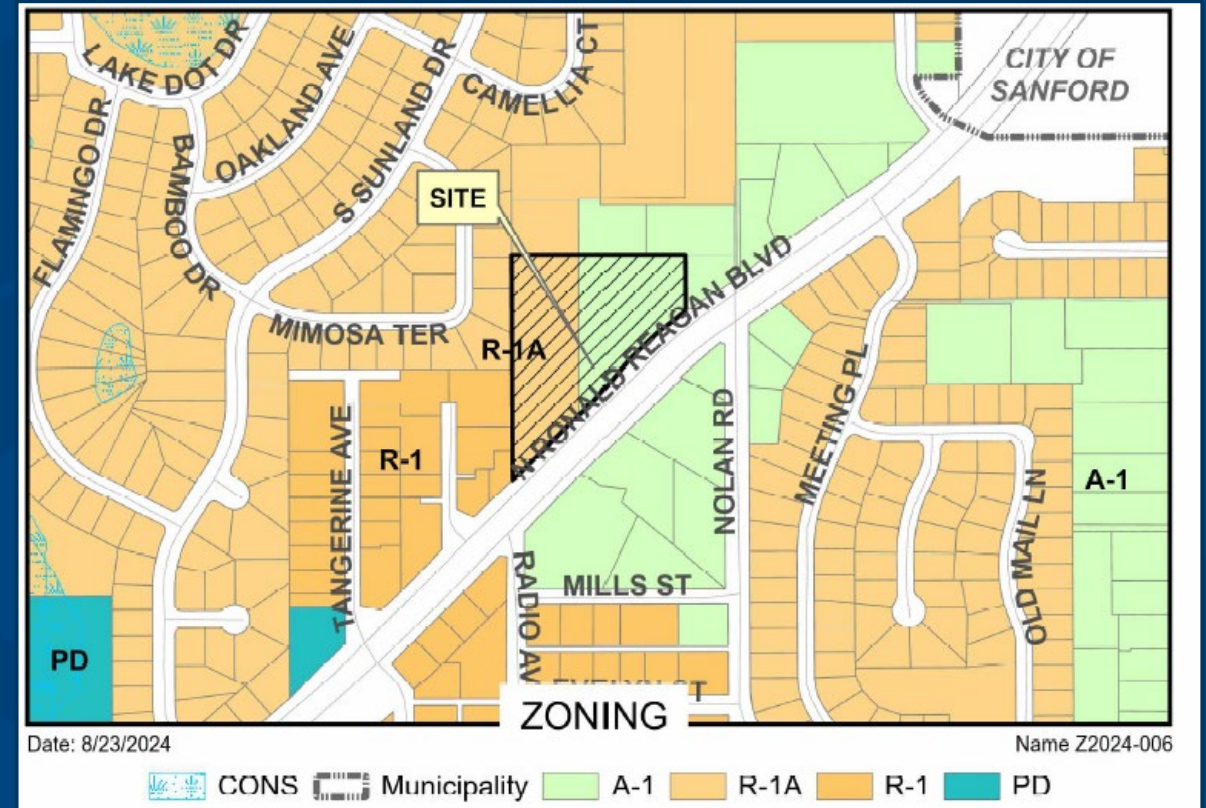 LAKE DOT DR
OAKLAND AVE
CAMELLIA CT
CITY OF
SANFORD
FLAMINGO DR
BAMBOO DR
S SUNLAND DR
SITE
MIMOSA TER
R-1A
N RONALD REAGAN BLVD
R-1
TANGERINE AVE
NOLAN RD
MEETING PL
A-1
OLD MAIL LN
RADIO AV
MILLS ST
PD
EVELYN ST
ZONING
Date: 8/23/2024
Name Z2024-006
CONS Municipality A-1 R-1A R-1 PD